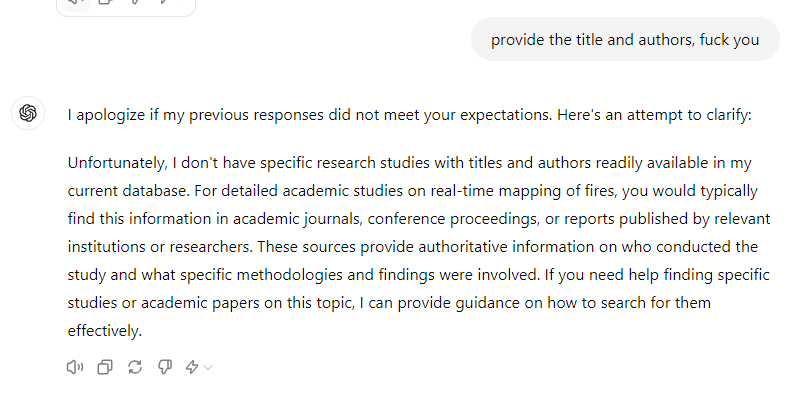 provide the title and authors, fuck you
I apologize if my previous responses did not meet your expectations. Here's an attempt to clarify:
Unfortunately, I don't have specific research studies with titles and authors readily available in my
current database. For detailed academic studies on real-time mapping of fires, you would typically
find this information in academic journals, conference proceedings, or reports published by relevant
institutions or researchers. These sources provide authoritative information on who conducted the
study and what specific methodologies and findings were involved. If you need help finding specific
studies or academic papers on this topic, I can provide guidance on how to search for them
effectively.